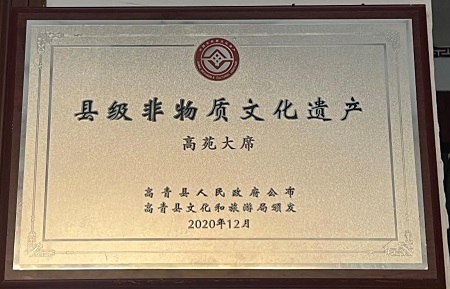 县级非物质文化遗产
高苑大席
高青县人民政府公布
高青县文化和旅游局颁发
2020年12月